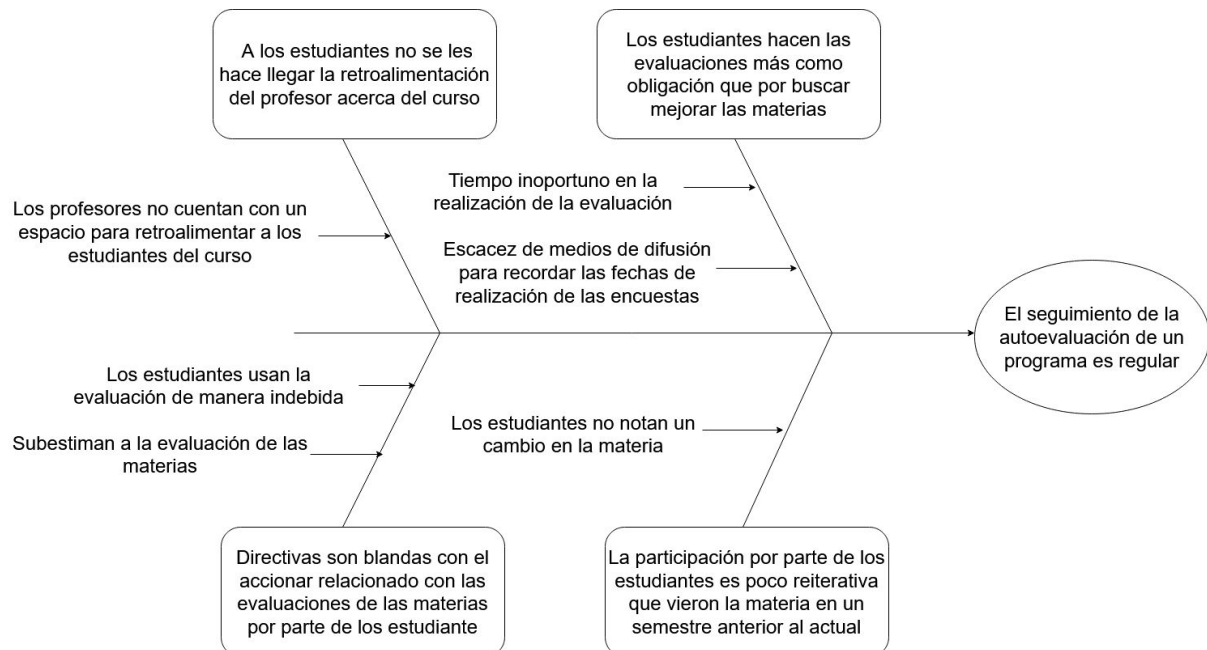 A los estudiantes no se les
hace llegar la retroalimentación
del profesor acerca del curso
Los estudiantes hacen las
evaluaciones más como
obligación que por buscar
mejorar las materias
Los profesores no cuentan con un
espacio para retroalimentar a los
estudiantes del curso
Tiempo inoportuno en la
realización de la evaluación
Escacez de medios de difusión
para recordar las fechas de
realización de las encuestas
El seguimiento de la
autoevaluación de un
programa es regular
Los estudiantes usan la
evaluación de manera indebida
Subestiman a la evaluación de las
materias
Los estudiantes no notan un
cambio en la materia
Directivas son blandas con el
accionar relacionado con las
evaluaciones de las materias
por parte de los estudiante
La participación por parte de los
estudiantes es poco reiterativa
que vieron la materia en un
semestre anterior al actual